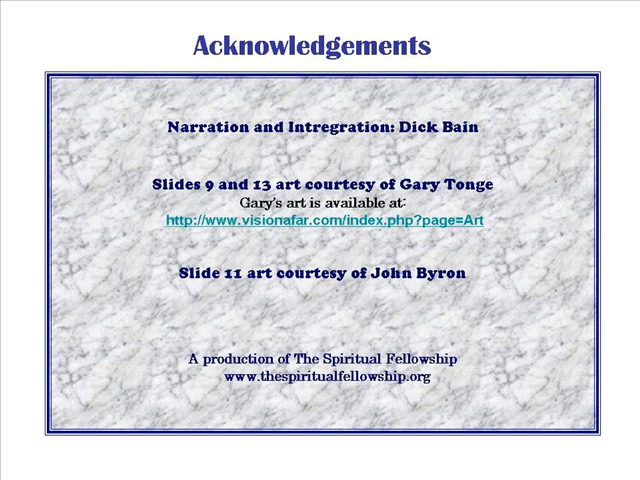 Acknowledgements
Narration and Intregration: Dick Bain
Slides 9 and 13 art courtesy of Gary Tonge
Gary's art is available at:
http://www.visionafar.com/index.php?page=Art
Slide 11 art courtesy of John Byron
A production of The Spiritual Fellowship
www.thespiritualfellowship.org